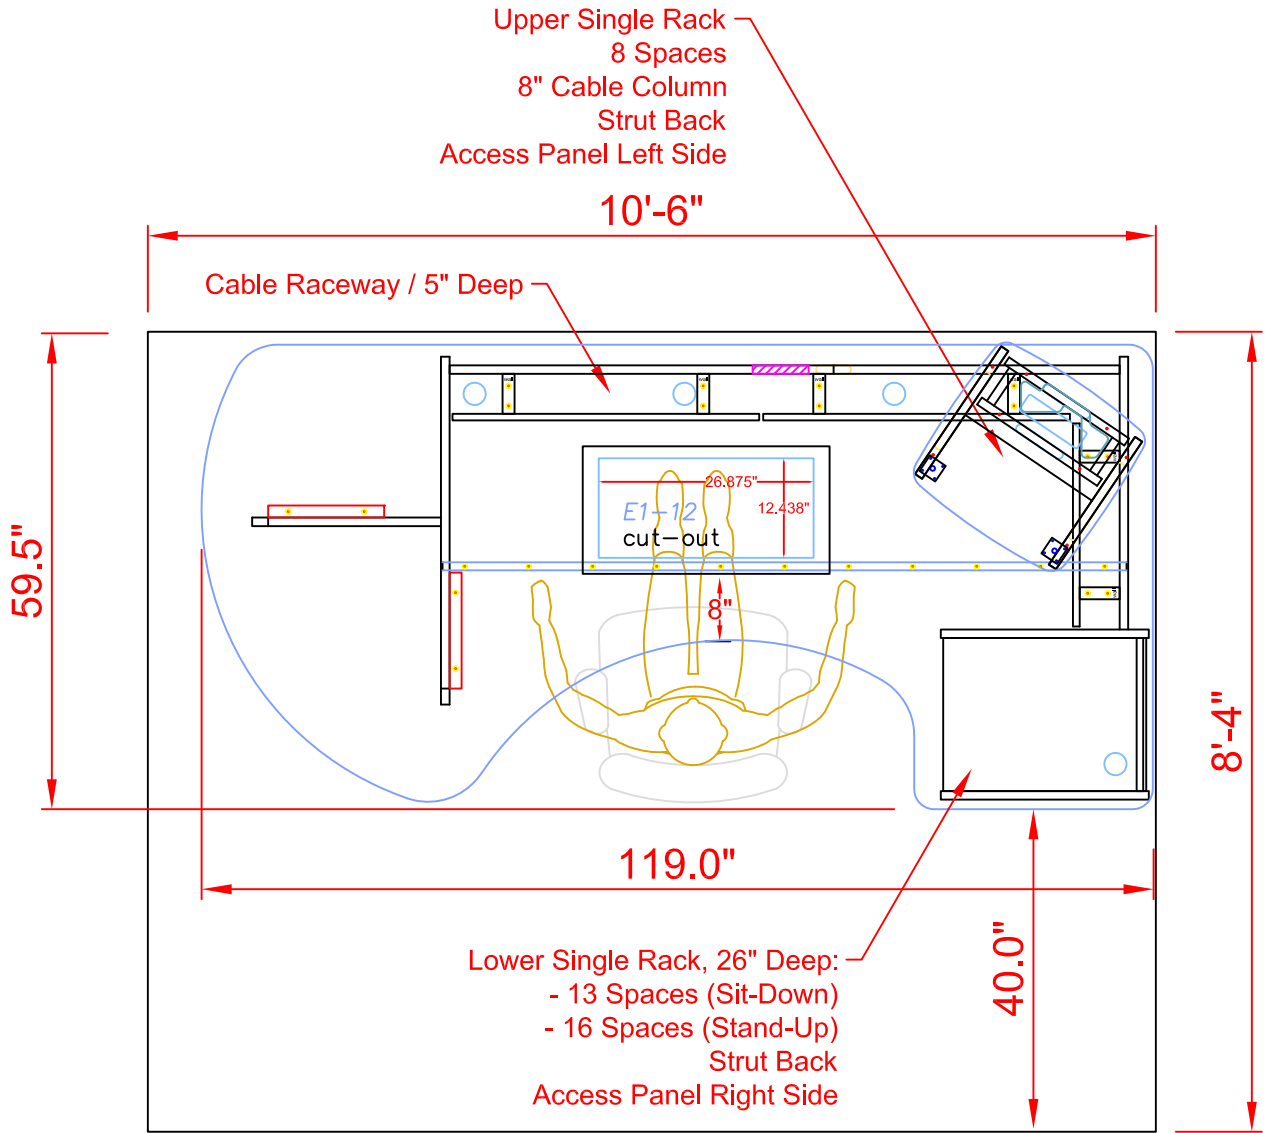 Upper Single Rack
8 Spaces
8" Cable Column
Strut Back
Access Panel Left Side
10'-6"
Cable Raceway / 5" Deep
26.875"
12.438"
E1-12
cut-out
59.5"
8"
8'-4"
119.0"
40.0"
Lower Single Rack, 26" Deep:
- 13 Spaces (Sit-Down)
- 16 Spaces (Stand-Up)
Strut Back
Access Panel Right Side